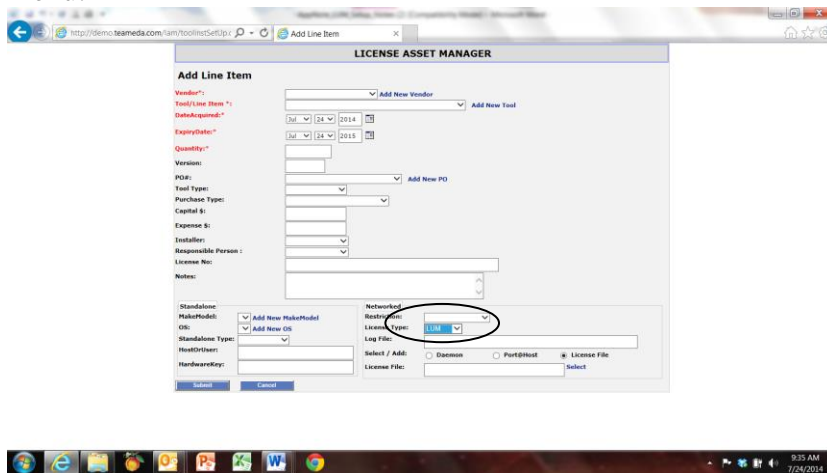 http://demo.teameda.com/lam/toolInstSetUp.
Add Line Item
LICENSE ASSET MANAGER
Add Line Item
Vendor*:
Add New Vendor
Tool/Line Item *:
Add New Tool
DateAcquired:*
Jul 24 2014
ExpiryDate:*
Jul 24 2015
Quantity:*
Version:
PO#:
Add New PO
Tool Type:
Purchase Type:
Capital $:
Expense $:
Installer:
Responsible Person :
License No:
Notes:
Standalone
MakeModel: Add New MakeModel
OS: Add New OS
Standalone Type:
HostOrUser:
HardwareKey:
Networked
Restriction:
License Type: LUM
Log File:
Select / Add: Daemon Port@Host License File
License File: Select
Submit Cancel
9:35 AM
7/24/2014